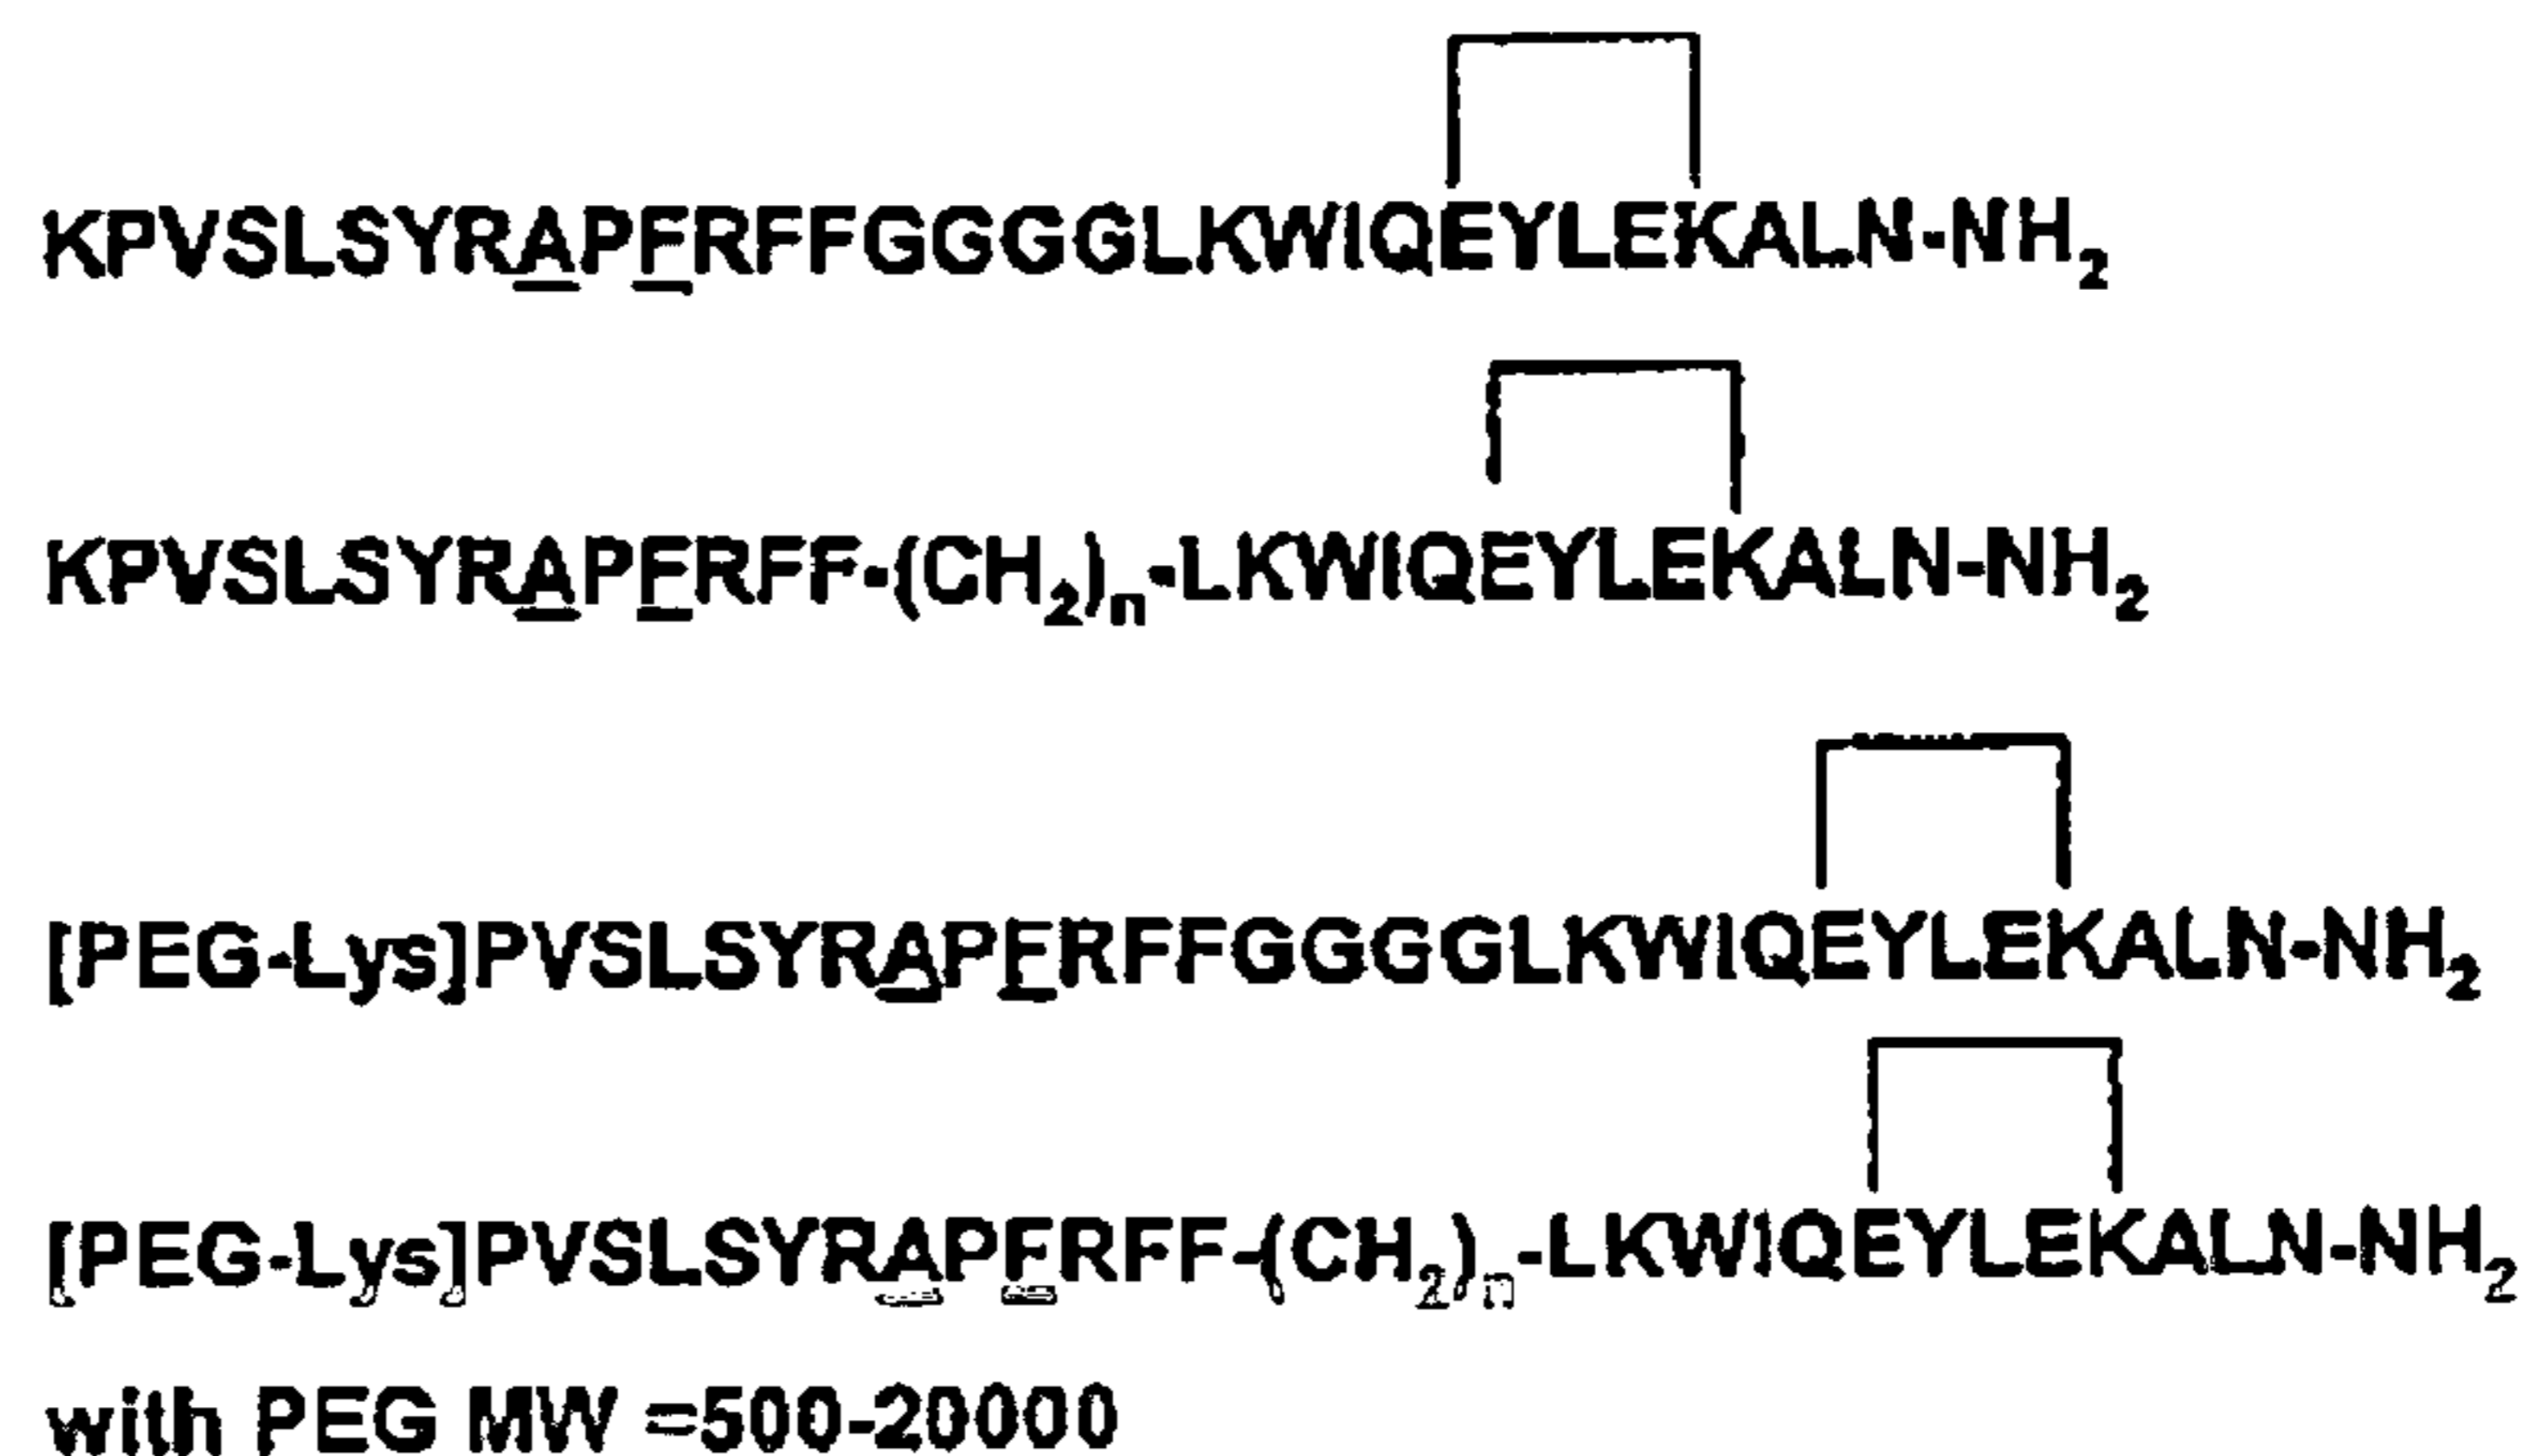 KPVSLSYRAPFRFFGGGGLKWIQEYLEKALN-NH₂
KPVSLSYRAPFRFF-(CH₂)ₙ-LKWIQEYLEKALN-NH₂
[PEG-Lys]PVSLSYRAPFRFFGGGGLKWIQEYLEKALN-NH₂
[PEG-Lys]PVSLSYRAPFRFF-(CH₂)ₙ-LKWIQEYLEKALN-NH₂
with PEG MW =500-20000